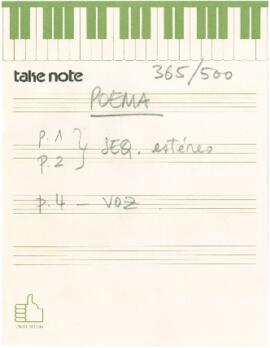 take note 365/500
POEMA
p.1 } SEQ. estéreo
p.2
p.4 - VOZ